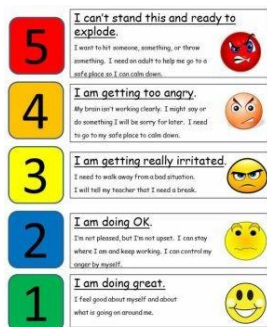 5
I can't stand this and ready to
explode.
I want to hit someone, something, or throw
something. I need an adult to help me go to a
safe place so I can calm down.
4
I am getting too angry.
My brain isn't working clearly. I might say or
do something I will be sorry for later. I need
to go to my safe place to calm down.
3
I am getting really irritated.
I need to walk away from a bad situation.
I will tell my teacher that I need a break.
2
I am doing OK.
I'm not pleased, but I'm not upset. I can stay
where I am and keep working. I can control my
anger by myself.
1
I am doing great.
I feel good about myself and about
what is going on around me.